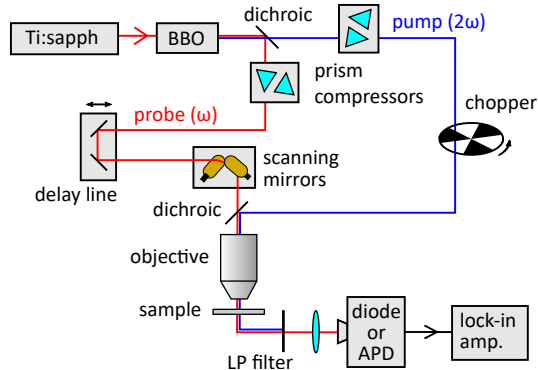 dichroic
pump (2ω)
Ti:sapph
BBO
prism
compressors
chopper
probe (ω)
delay line
scanning
mirrors
dichroic
objective
sample
LP filter
diode
or
APD
lock-in
amp.